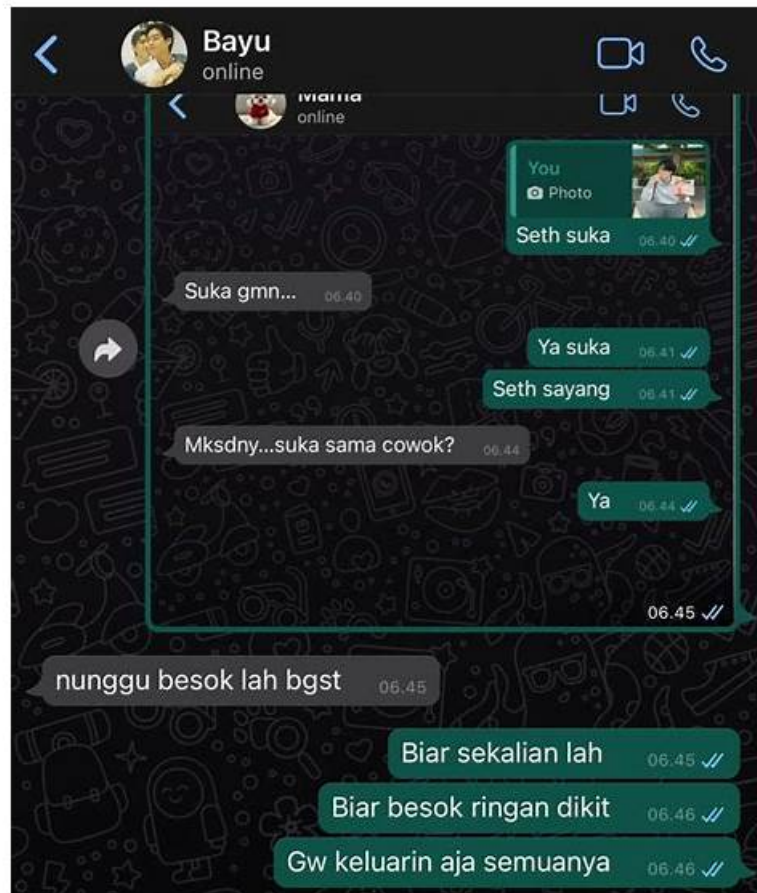 Bayu
online
Mama
online
You
Photo
Seth suka 06.40
Suka gmn... 06.40
Ya suka 06.41
Seth sayang 06.41
Mksdny...suka sama cowok? 06.44
Ya 06.44
06.45
nunggu besok lah bgst 06.45
Biar sekalian lah 06.45
Biar besok ringan dikit 06.46
Gw keluarin aja semuanya 06.46